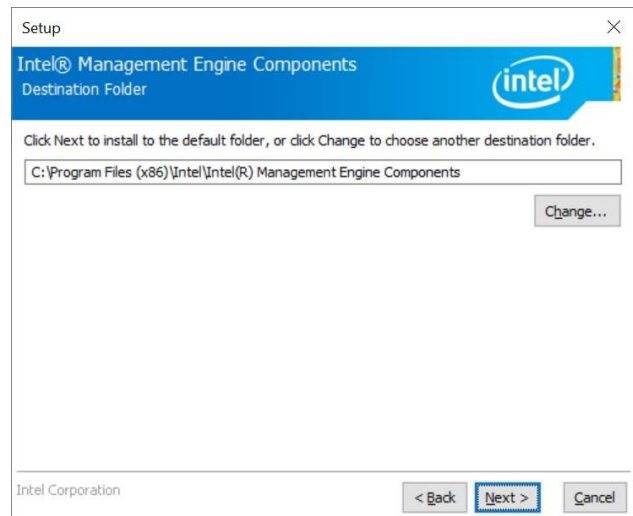 Setup
Intel® Management Engine Components
Destination Folder
intel
Click Next to install to the default folder, or click Change to choose another destination folder.
C:\Program Files (x86)\Intel\Intel(R) Management Engine Components
Change...
Intel Corporation
< Back
Next >
Cancel